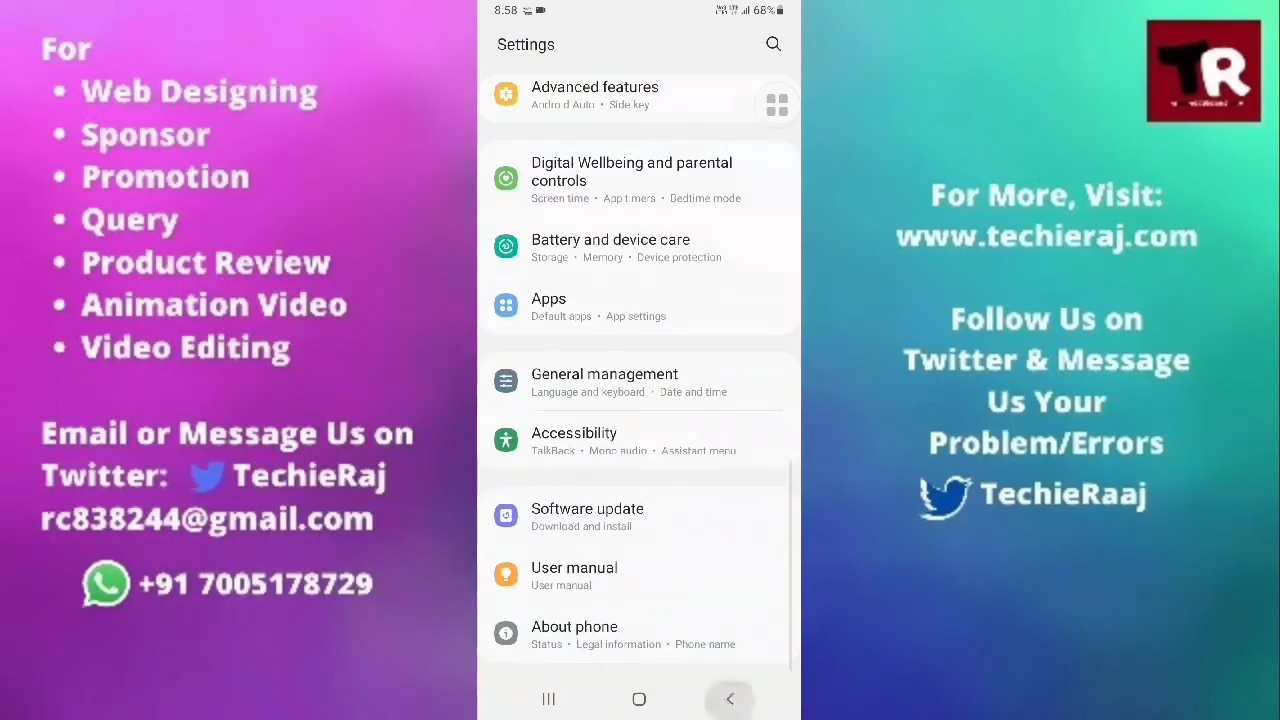 For
• Web Designing
• Sponsor
• Promotion
• Query
• Product Review
• Animation Video
• Video Editing
Email or Message Us on
Twitter: TechieRaj
rc838244@gmail.com
+91 7005178729
8:58
68%
Settings
Advanced features
Android Auto • Side key
Digital Wellbeing and parental
controls
Screen time • App t mers • Bedtime mode
Battery and device care
Storage • Memory • Device protection
Apps
Default apps • App settings
General management
Language and keyboard • Date and time
Accessibility
TalkBack • Mono audio • Assistant menu
Software update
Download and install
User manual
User manual
About phone
Status • Legal information • Phone name
TR
For More, Visit:
www.techieraj.com
Follow Us on
Twitter & Message
Us Your
Problem/Errors
TechieRaaj